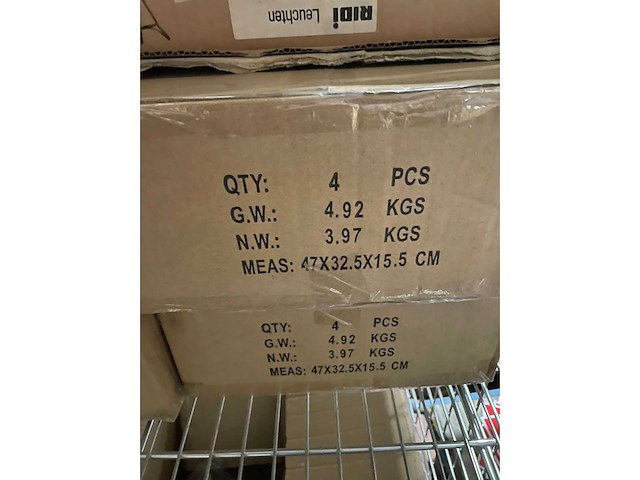 RIDI
Leuchten
QTY: 4 PCS
G.W.: 4.92 KGS
N.W.: 3.97 KGS
MEAS: 47X32.5X15.5 CM
QTY: 4 PCS
G.W.: 4.92 KGS
N.W.: 3.97 KGS
MEAS: 47X32.5X15.5 CM